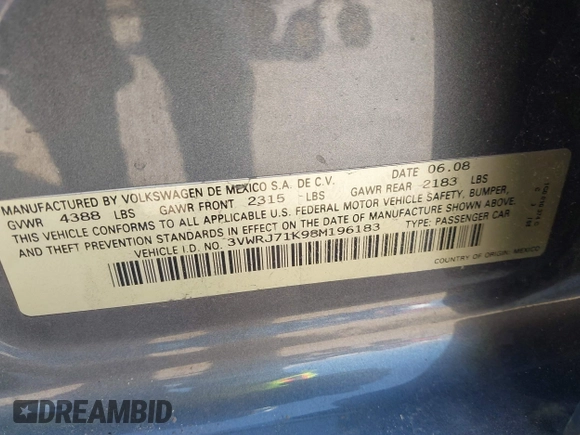 MANUFACTURED BY VOLKSWAGEN DE MEXICO S.A. DE C.V. DATE 06.08
GVWR 4388 LBS GAWR FRONT 2315 LBS GAWR REAR 2183 LBS
THIS VEHICLE CONFORMS TO ALL APPLICABLE U.S. FEDERAL MOTOR VEHICLE SAFETY, BUMPER,
AND THEFT PREVENTION STANDARDS IN EFFECT ON THE DATE OF MANUFACTURE SHOWN ABOVE.
VEHICLE I.D. NO. 3VWRJ71K98M196183 TYPE: PASSENGER CAR
COUNTRY OF ORIGIN: MEXICO
DREAMBID